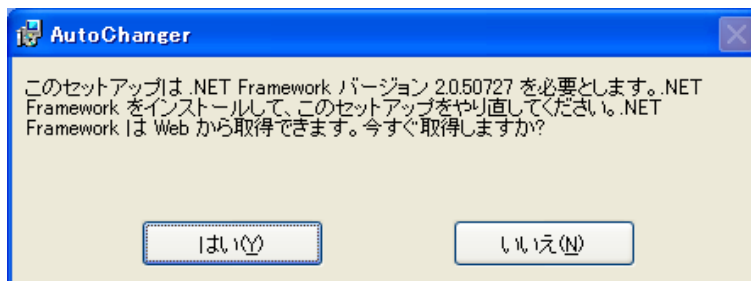 AutoChanger
このセットアップは .NET Framework バージョン 2.0.50727 を必要とします。.NET
Framework をインストールして、このセットアップをやり直してください。.NET
Framework は Web から取得できます。今すぐ取得しますか?
はい(Y)
いいえ(N)